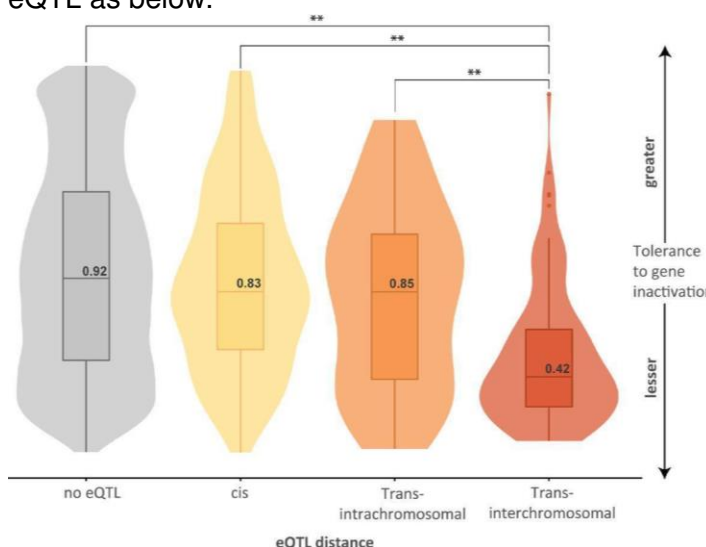 eQTL as below:
**
**
**
greater
Tolerance
to gene
inactivatio
lesser
0.92
0.83
0.85
0.42
no eQTL
cis
Trans-
intrachromosomal
Trans-
interchromosomal
eQTL distance